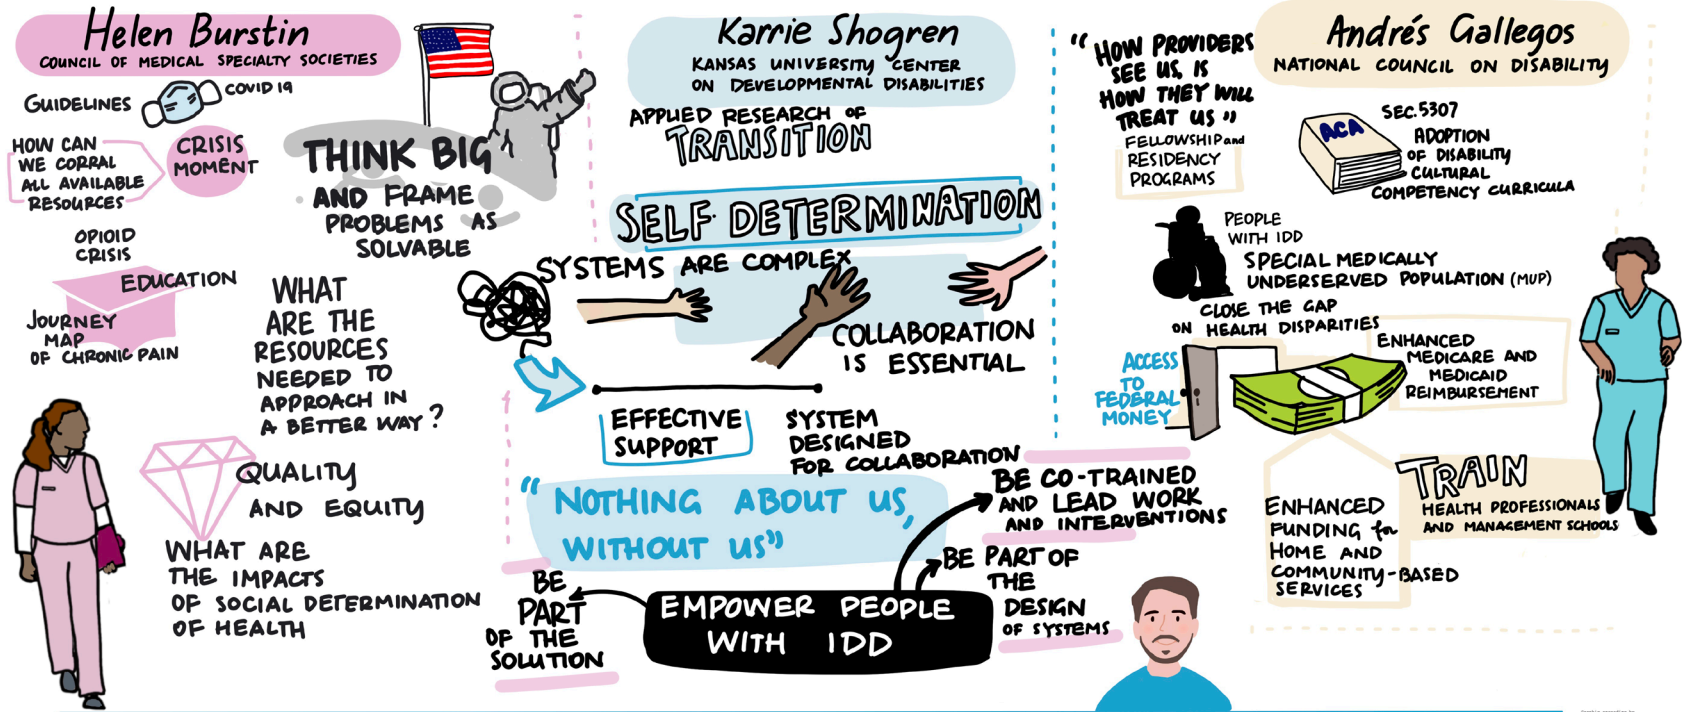 Helen Burstin
COUNCIL OF MEDICAL SPECIALTY SOCIETIES
GUIDELINES
COVID 19
HOW CAN
WE CORRAL
ALL AVAILABLE
RESOURCES
CRISIS
MOMENT
THINK BIG
AND FRAME
PROBLEMS AS
SOLVABLE
OPIOID
CRISIS
EDUCATION
JOURNEY
MAP
OF CHRONIC PAIN
WHAT
ARE THE
RESOURCES
NEEDED TO
APPROACH IN
A BETTER WAY?
QUALITY
AND EQUITY
WHAT ARE
THE IMPACTS
OF SOCIAL DETERMINATION
OF HEALTH
Karrie Shogren
KANSAS UNIVERSITY CENTER
ON DEVELOPMENTAL DISABILITIES
APPLIED RESEARCH OF
TRANSITION
SELF DETERMINATION
SYSTEMS ARE COMPLEX
COLLABORATION
IS ESSENTIAL
EFFECTIVE
SUPPORT
SYSTEM
DESIGNED
FOR COLLABORATION
"NOTHING ABOUT US,
WITHOUT US"
EMPOWER PEOPLE
WITH IDD
BE
PART
OF THE
SOLUTION
BE CO-TRAINED
AND LEAD WORK
AND INTERVENTIONS
BE PART OF
THE
DESIGN
OF SYSTEMS
Andrés Gallegos
NATIONAL COUNCIL ON DISABILITY
"HOW PROVIDERS
SEE US, IS
HOW THEY WILL
TREAT US"
FELLOWSHIP and
RESIDENCY
PROGRAMS
ACA
SEC.5307
ADOPTION
OF DISABILITY
CULTURAL
COMPETENCY CURRICULA
PEOPLE
WITH IDD
SPECIAL MEDICALLY
UNDERSERVED POPULATION (MUP)
CLOSE THE GAP
ON HEALTH DISPARITIES
ACCESS
TO
FEDERAL
MONEY
ENHANCED
MEDICARE AND
MEDICAID
REIMBURSEMENT
ENHANCED
FUNDING for
HOME AND
COMMUNITY-BASED
SERVICES
TRAIN
HEALTH PROFESSIONALS
AND MANAGEMENT SCHOOLS